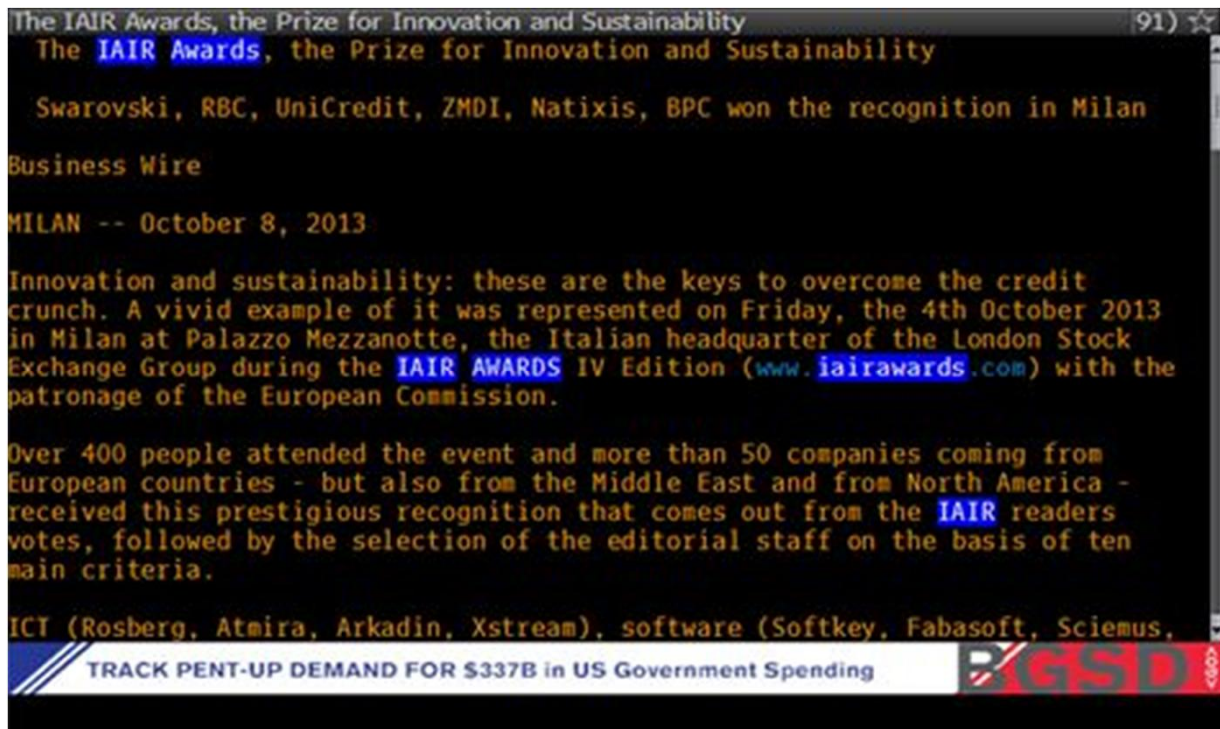 The IAIR Awards, the Prize for Innovation and Sustainability 91) ☆
The IAIR Awards, the Prize for Innovation and Sustainability
Swarovski, RBC, UniCredit, ZMDI, Natixis, BPC won the recognition in Milan
Business Wire
MILAN -- October 8, 2013
Innovation and sustainability: these are the keys to overcome the credit
crunch. A vivid example of it was represented on Friday, the 4th October 2013
in Milan at Palazzo Mezzanotte, the Italian headquarter of the London Stock
Exchange Group during the IAIR AWARDS IV Edition (www.iairawards.com) with the
patronage of the European Commission.
Over 400 people attended the event and more than 50 companies coming from
European countries - but also from the Middle East and from North America -
received this prestigious recognition that comes out from the IAIR readers
votes, followed by the selection of the editorial staff on the basis of ten
main criteria.
ICT (Rosberg, Atmira, Arkadin, Xstream), software (Softkey, Fabasoft, Sciemus,
TRACK PENT-UP DEMAND FOR $337B in US Government Spending BGSD <GO>